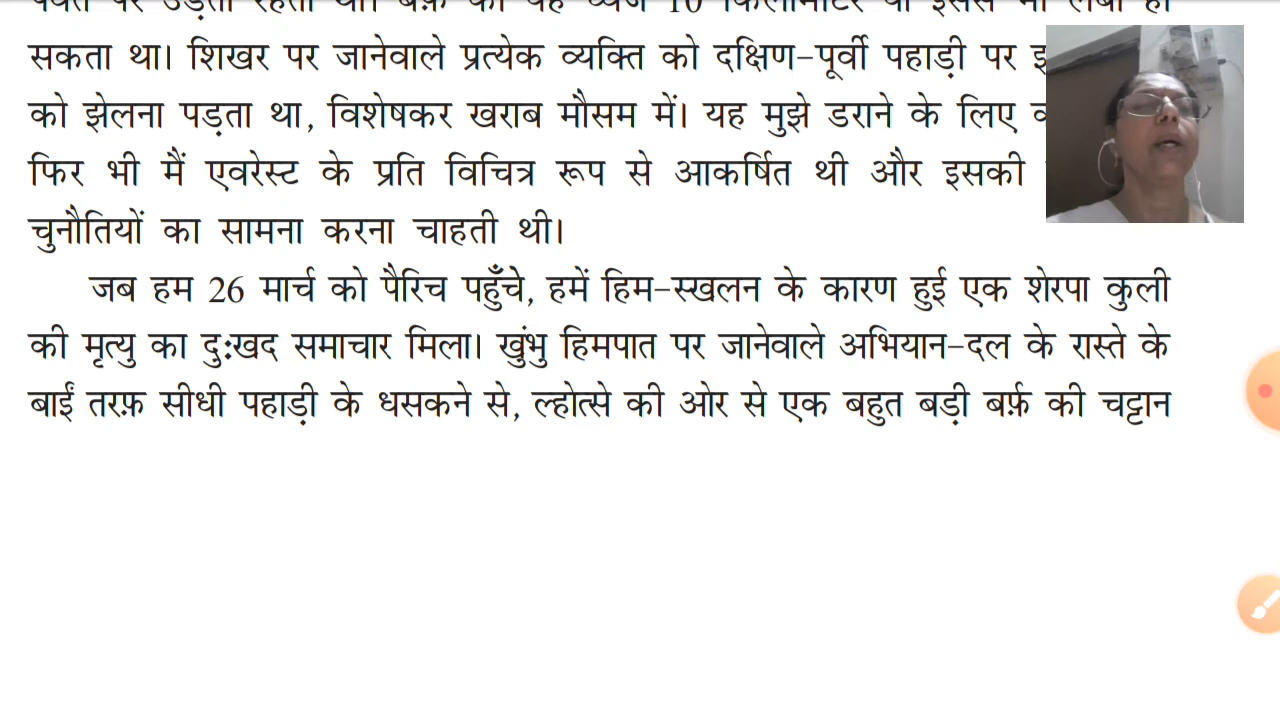 सकता था। शिखर पर जानेवाले प्रत्येक व्यक्ति को दक्षिण-पूर्वी पहाड़ी पर
को झेलना पड़ता था, विशेषकर खराब मौसम में। यह मुझे डराने के लिए
फिर भी मैं एवरेस्ट के प्रति विचित्र रूप से आकर्षित थी और इसकी
चुनौतियों का सामना करना चाहती थी।
जब हम 26 मार्च को पैरिच पहुँचे, हमें हिम-स्खलन के कारण हुई एक शेरपा कुली
की मृत्यु का दुःखद समाचार मिला। खुंभु हिमपात पर जानेवाले अभियान-दल के रास्ते के
बाईं तरफ़ सीधी पहाड़ी के धसकने से, ल्होत्से की ओर से एक बहुत बड़ी बर्फ़ की चट्टान